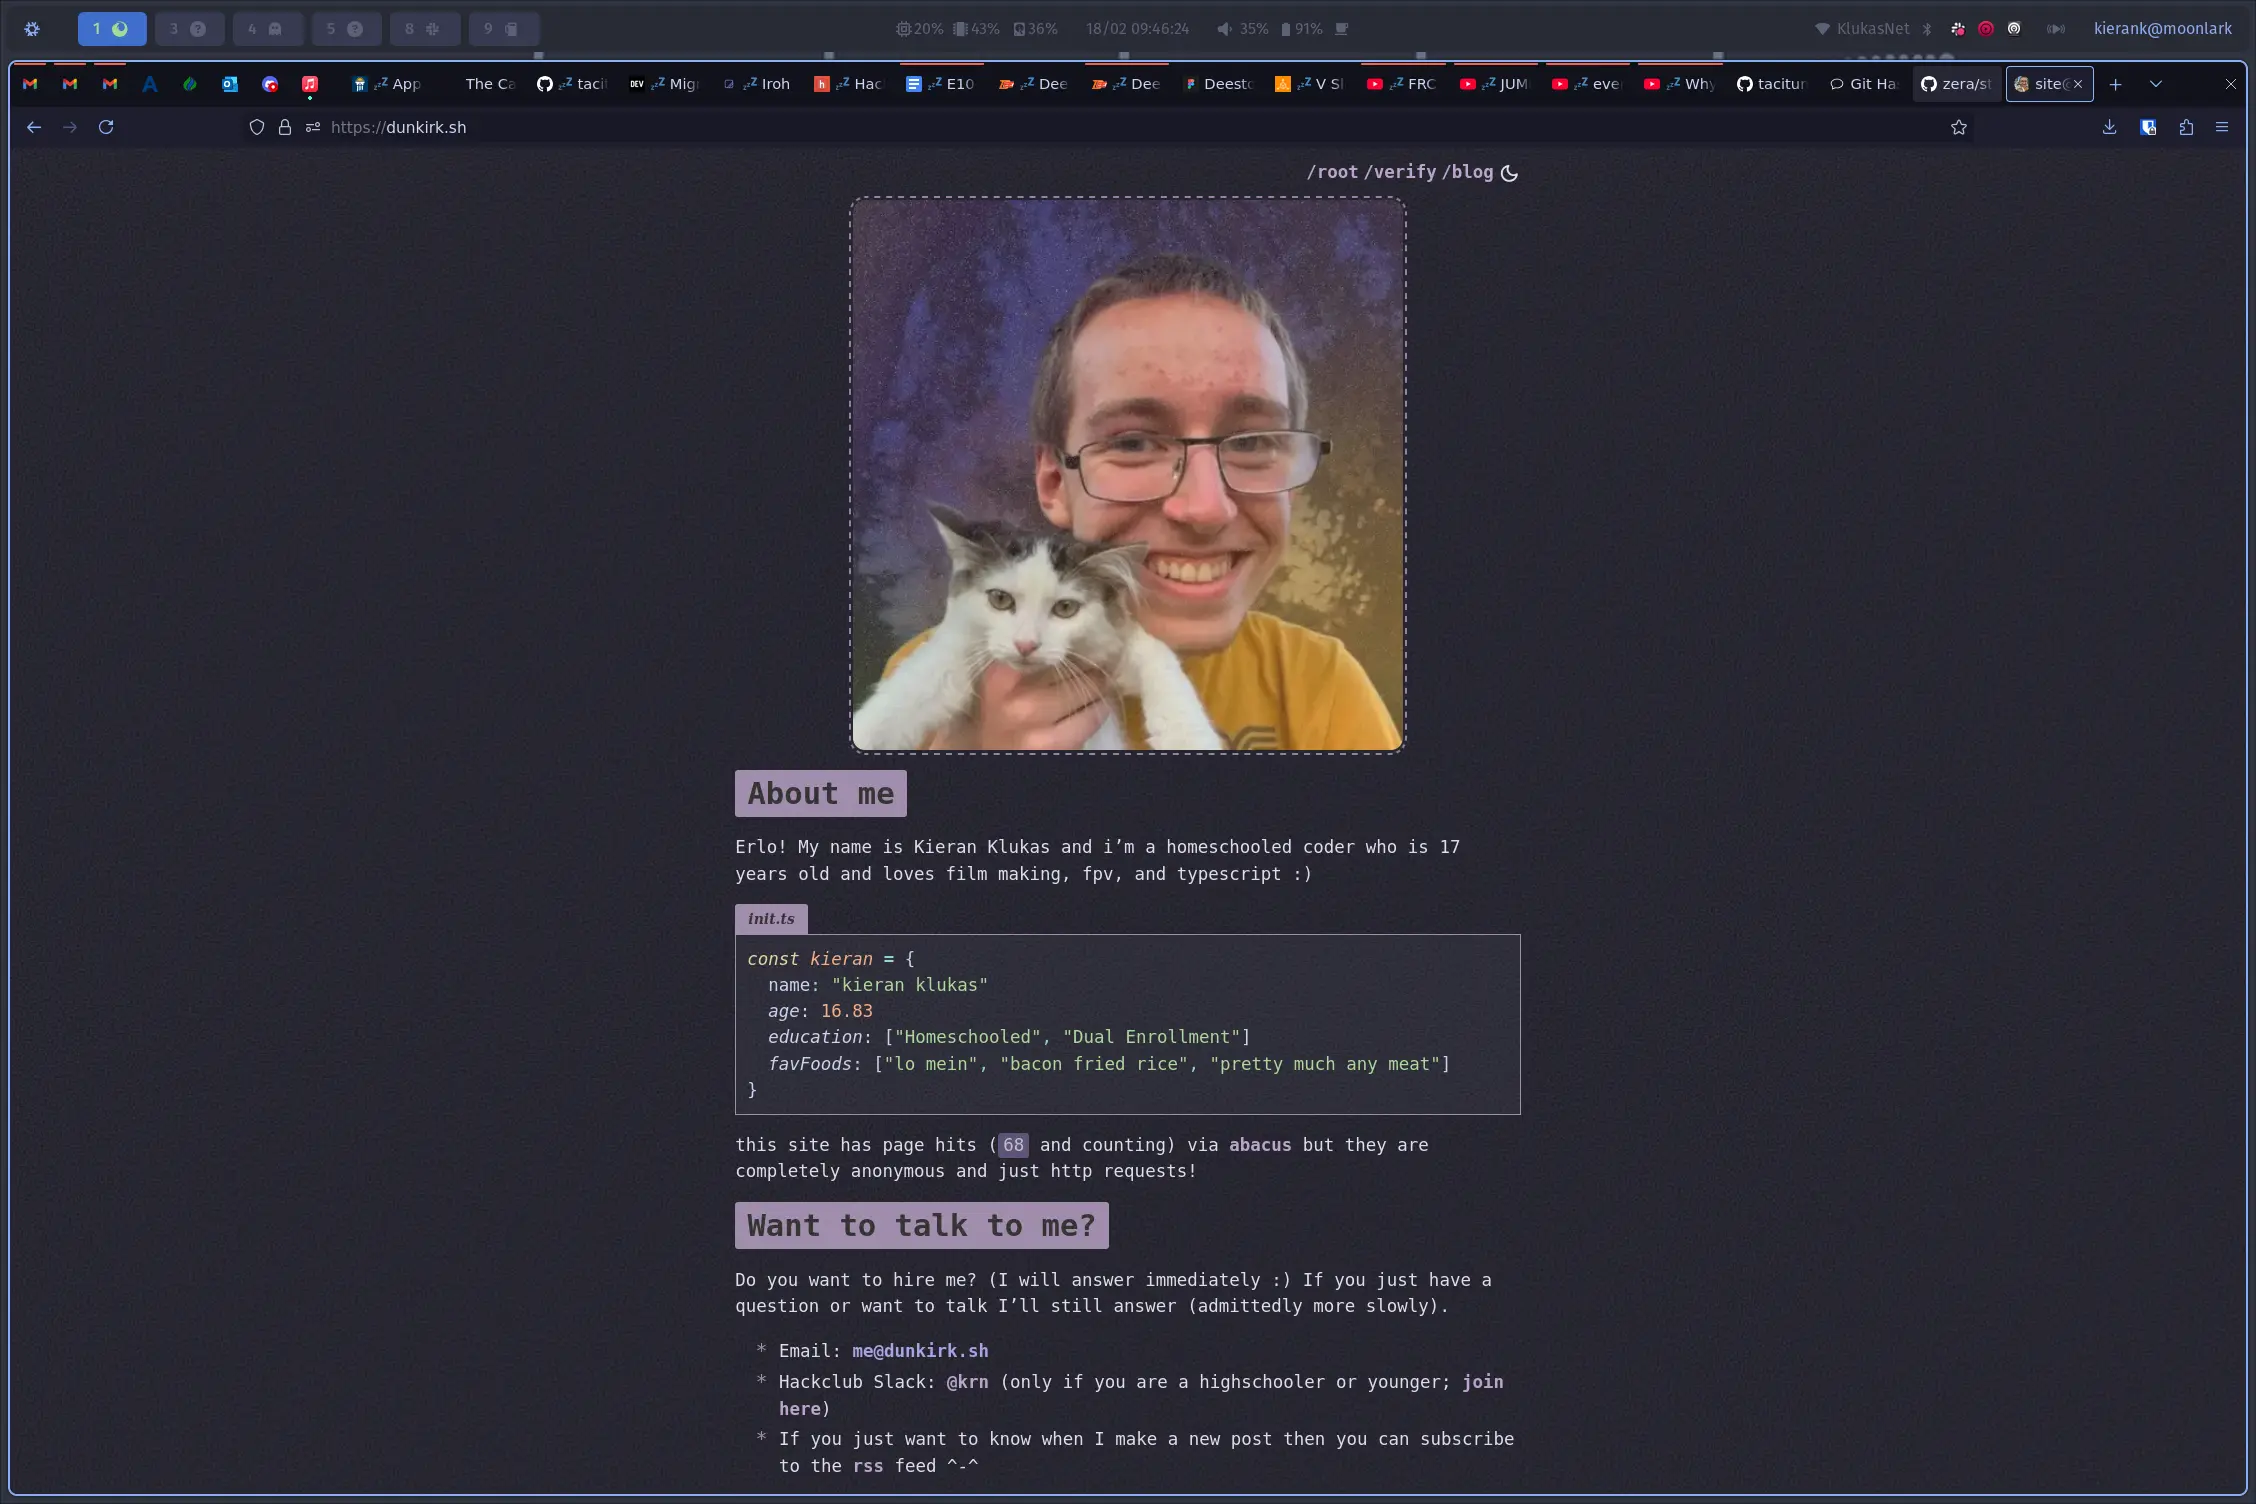 1 3 4 5 8 9 20% 43% 36% 18/02 09:46:24 35% 91% KlukasNet kierank@moonlark
App The Ca tacit DEV Mig Iroh Hac E10 Dee Dee Deesto V S FRC JUM eve Why tacitur Git Ha zera/st site@
https://dunkirk.sh
/root /verify /blog
About me
Erlo! My name is Kieran Klukas and i’m a homeschooled coder who is 17
years old and loves film making, fpv, and typescript :)
init.ts
const kieran = {
name: "kieran klukas"
age: 16.83
education: ["Homeschooled", "Dual Enrollment"]
favFoods: ["lo mein", "bacon fried rice", "pretty much any meat"]
}
this site has page hits (68 and counting) via abacus but they are
completely anonymous and just http requests!
Want to talk to me?
Do you want to hire me? (I will answer immediately :) If you just have a
question or want to talk I’ll still answer (admittedly more slowly).
* Email: me@dunkirk.sh
* Hackclub Slack: @krn (only if you are a highschooler or younger; join
here)
* If you just want to know when I make a new post then you can subscribe
to the rss feed ^-^